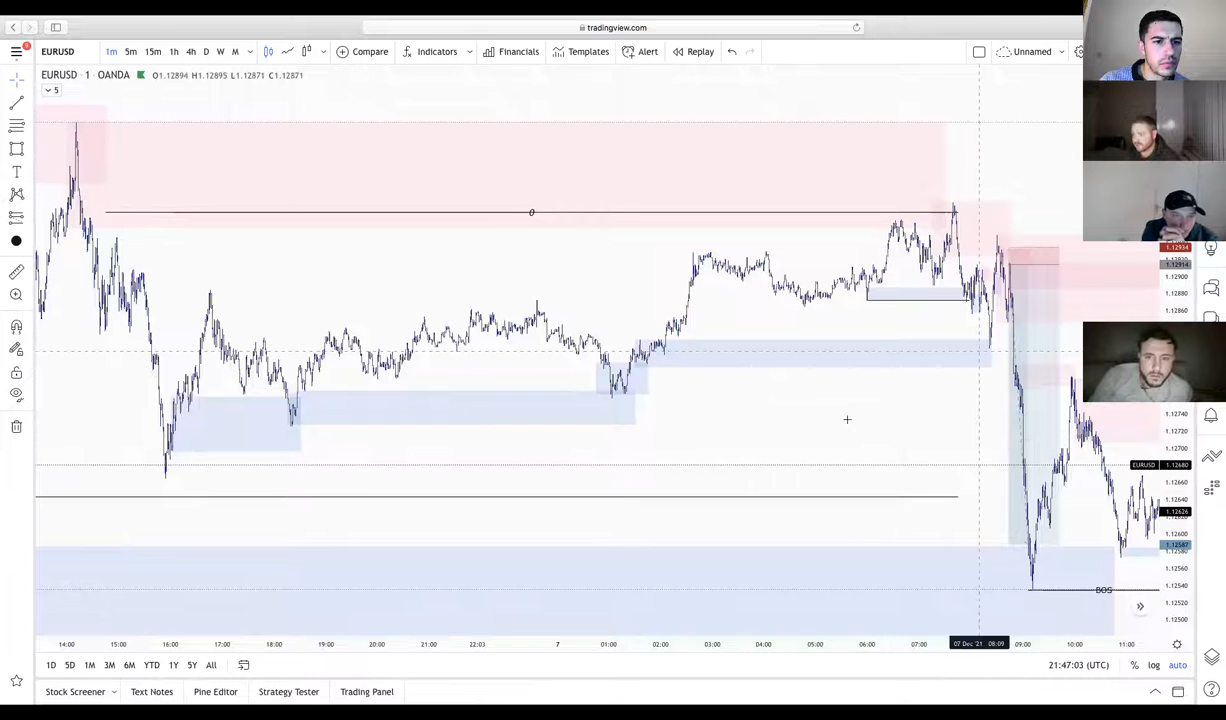 tradingview.com
EURUSD 1m 5m 15m 1h 4h D W M Compare Indicators Financials Templates Alert Replay Unnamed
EURUSD · 1 · OANDA O1.12894 H1.12895 L1.12871 C1.12871
5
0
1.12934
1.12914
1.12900
1.12880
1.12860
1.12740
1.12720
1.12700
EURUSD 1.12680
1.12660
1.12640
1.12626
1.12600
1.12587
1.12580
1.12560
1.12540
BOS
1.12520
1.12500
14:00 15:00 16:00 17:00 18:00 19:00 20:00 21:00 22:03 7 01:00 02:00 03:00 04:00 05:00 06:00 07:00 07 Dec '21 08:09 09:00 10:00 11:00
1D 5D 1M 3M 6M YTD 1Y 5Y All 21:47:03 (UTC) % log auto
Stock Screener Text Notes Pine Editor Strategy Tester Trading Panel